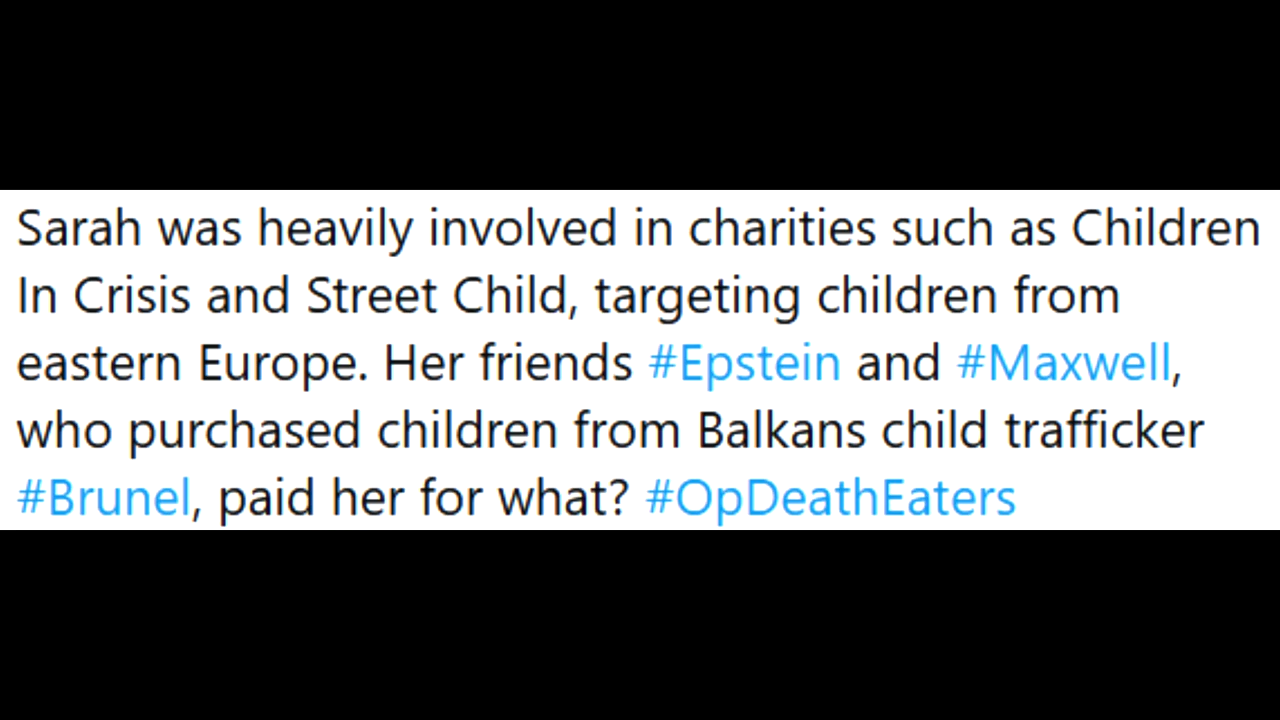 Sarah was heavily involved in charities such as Children
In Crisis and Street Child, targeting children from
eastern Europe. Her friends #Epstein and #Maxwell,
who purchased children from Balkans child trafficker
#Brunel, paid her for what? #OpDeathEaters